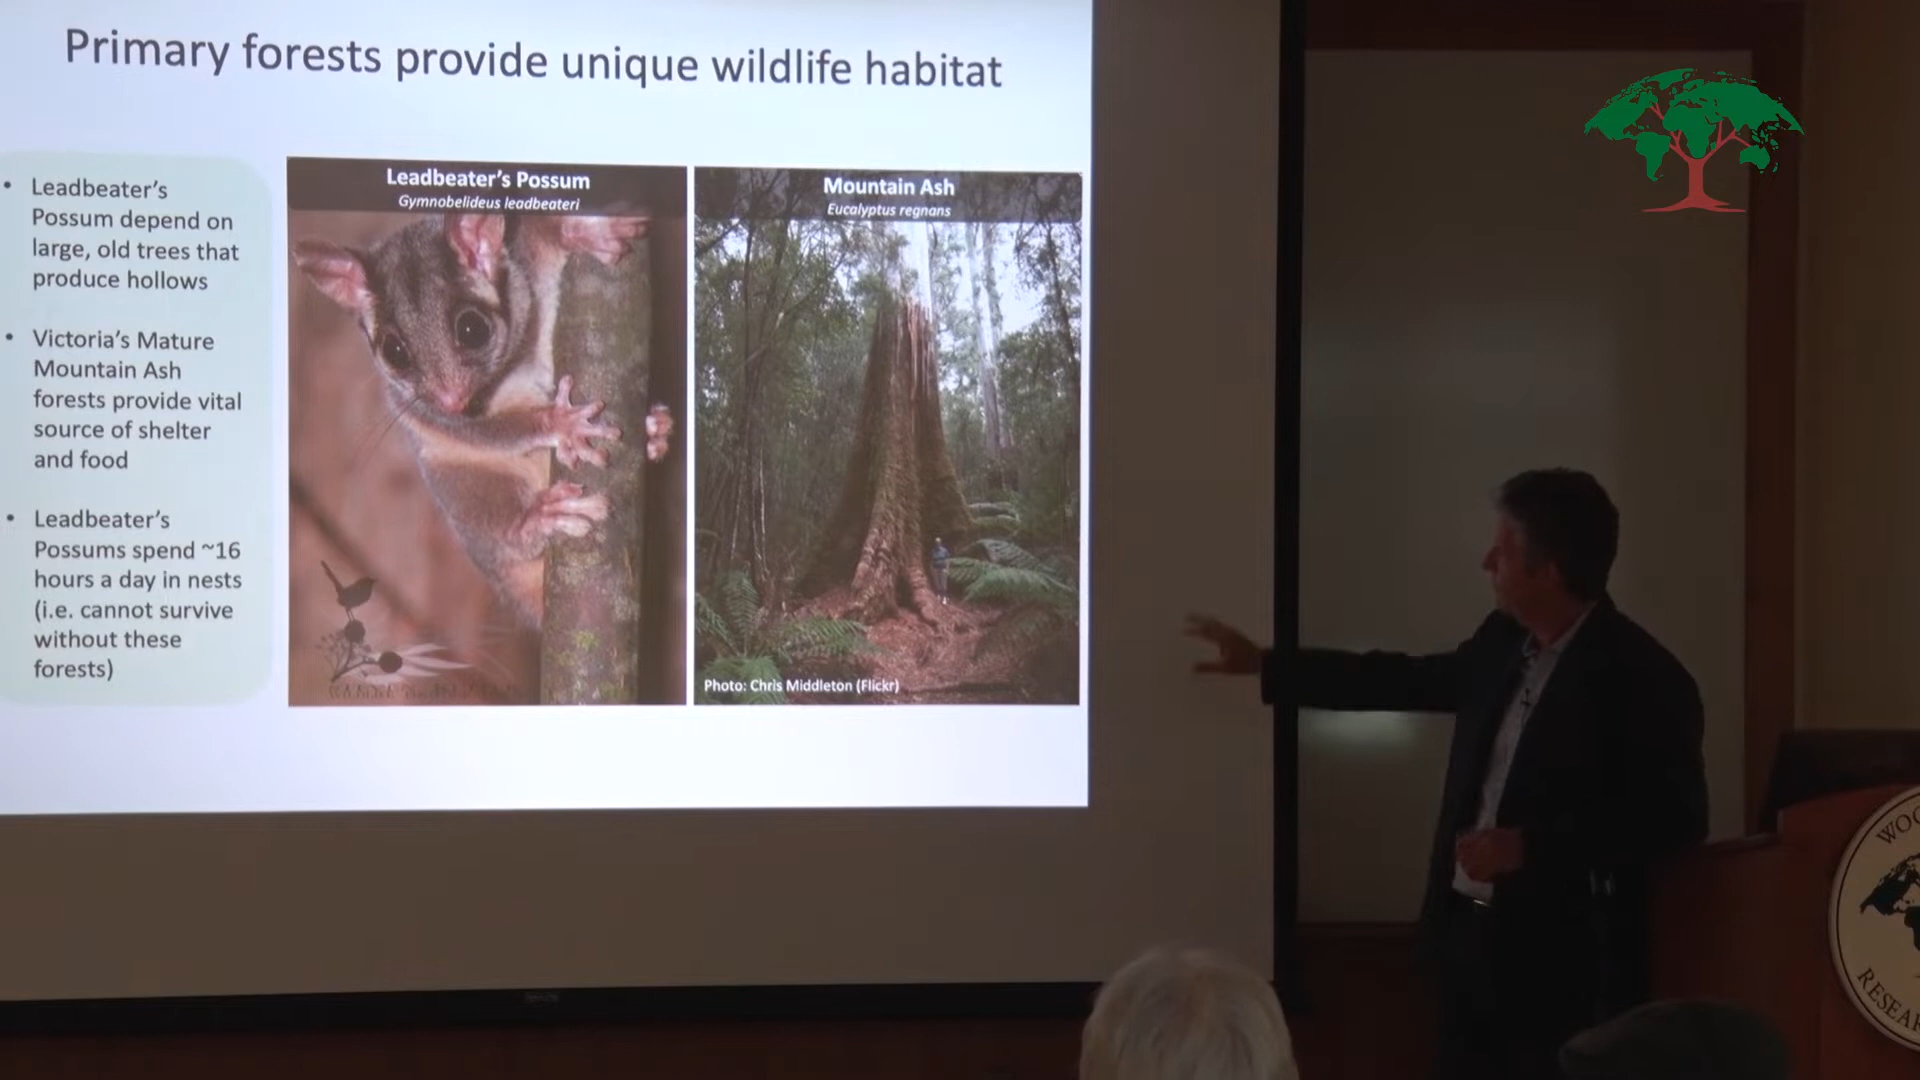 Primary forests provide unique wildlife habitat
• Leadbeater's
Possum depend on
large, old trees that
produce hollows
• Victoria's Mature
Mountain Ash
forests provide vital
source of shelter
and food
• Leadbeater's
Possums spend ~16
hours a day in nests
(i.e. cannot survive
without these
forests)
Leadbeater's Possum
Gymnobelideus leadbeateri
Mountain Ash
Eucalyptus regnans
Photo: Chris Middleton (Flickr)